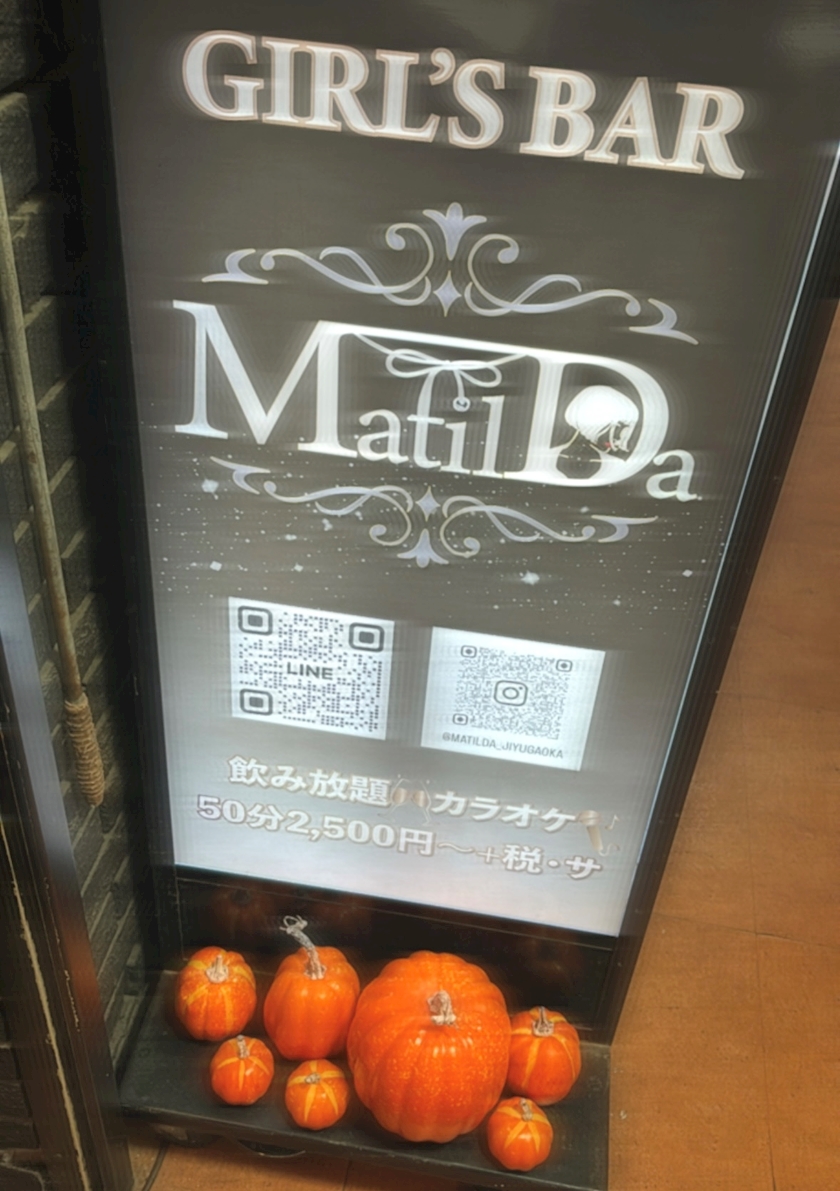 GIRL'S BAR
MatilDa
LINE
@MATILDA_JIYUGAOKA
飲み放題 カラオケ
50分2,500円〜+税・サ